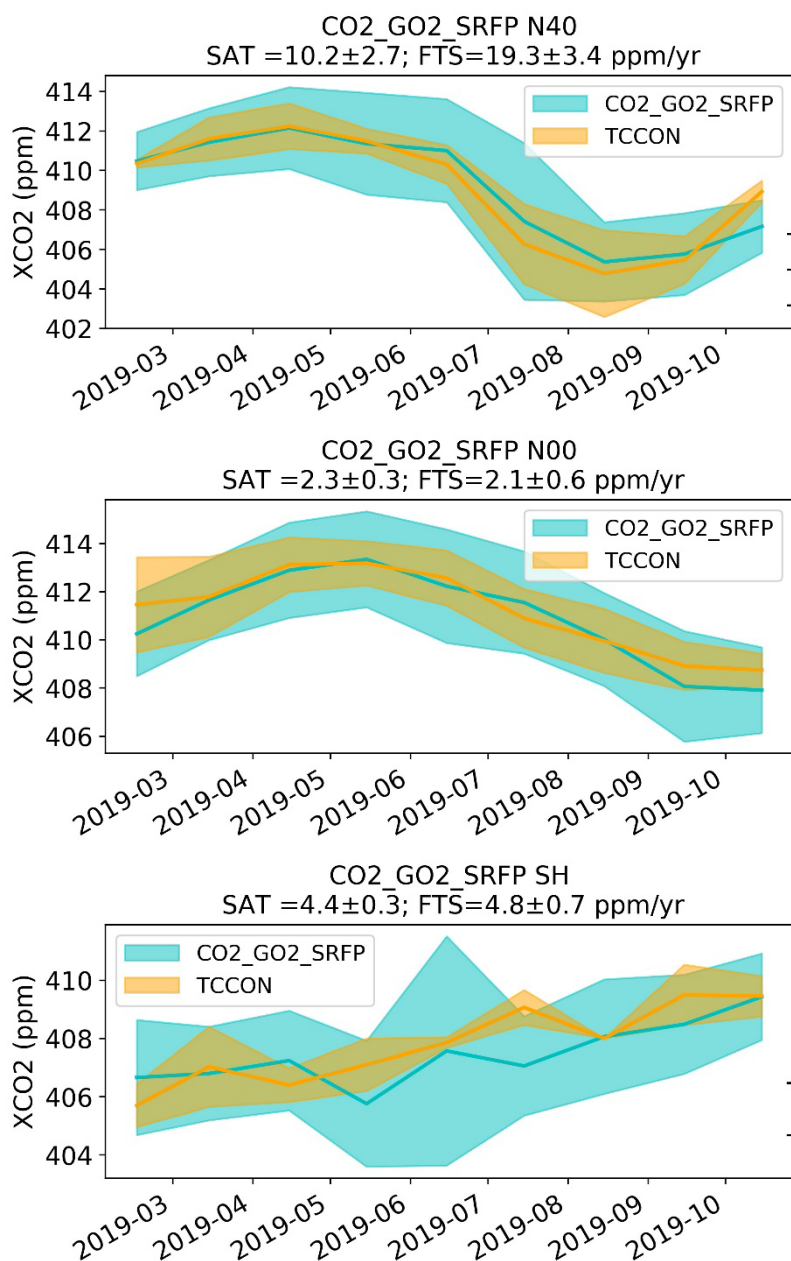 CO2_GO2_SRFP N40
SAT =10.2±2.7; FTS=19.3±3.4 ppm/yr
414
412
410
408
406
404
402
XCO2 (ppm)
CO2_GO2_SRFP
TCCON
2019-03
2019-04
2019-05
2019-06
2019-07
2019-08
2019-09
2019-10
CO2_GO2_SRFP N00
SAT =2.3±0.3; FTS=2.1±0.6 ppm/yr
414
412
410
408
406
XCO2 (ppm)
CO2_GO2_SRFP
TCCON
2019-03
2019-04
2019-05
2019-06
2019-07
2019-08
2019-09
2019-10
CO2_GO2_SRFP SH
SAT =4.4±0.3; FTS=4.8±0.7 ppm/yr
410
408
406
404
XCO2 (ppm)
CO2_GO2_SRFP
TCCON
2019-03
2019-04
2019-05
2019-06
2019-07
2019-08
2019-09
2019-10